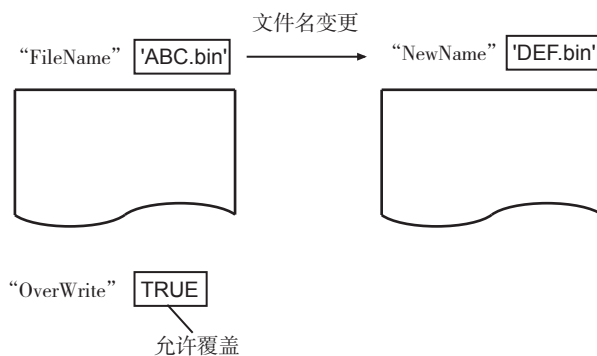 文件名变更
“FileName” 'ABC.bin' “NewName” 'DEF.bin'
“OverWrite” TRUE
允许覆盖